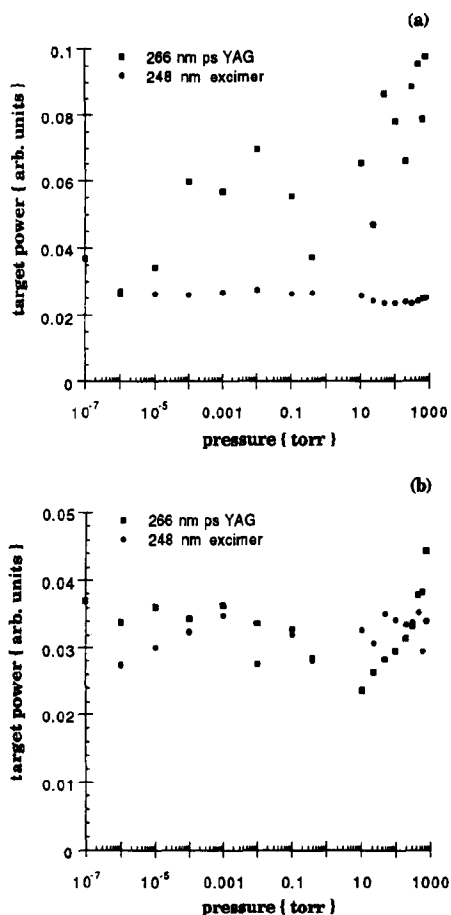 (a)
266 nm ps YAG
248 nm excimer
0.1
0.08
0.06
0.04
0.02
0
target power { arb. units }
10⁻⁷
10⁻⁵
0.001
0.1
10
1000
pressure { torr }
(b)
266 nm ps YAG
248 nm excimer
0.05
0.04
0.03
0.02
0.01
0
target power { arb. units }
10⁻⁷
10⁻⁵
0.001
0.1
10
1000
pressure { torr }